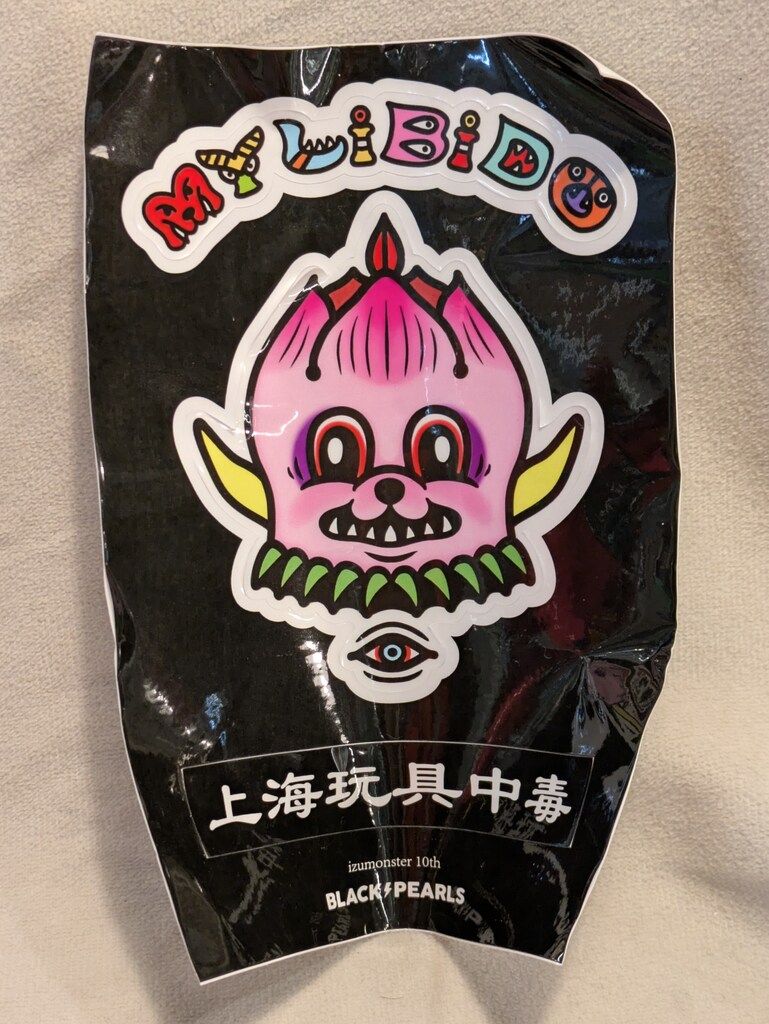 MY LiBiDO
上海玩具中毒
izumonster 10th
BLACK⚡PEARLS